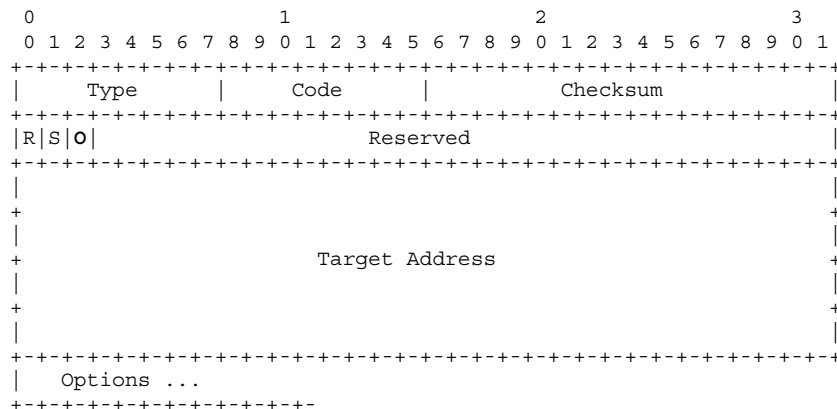 0                   1                   2                   3
 0 1 2 3 4 5 6 7 8 9 0 1 2 3 4 5 6 7 8 9 0 1 2 3 4 5 6 7 8 9 0 1
+-+-+-+-+-+-+-+-+-+-+-+-+-+-+-+-+-+-+-+-+-+-+-+-+-+-+-+-+-+-+-+-+
|     Type      |     Code      |          Checksum             |
+-+-+-+-+-+-+-+-+-+-+-+-+-+-+-+-+-+-+-+-+-+-+-+-+-+-+-+-+-+-+-+-+
|R|S|O|                     Reserved                            |
+-+-+-+-+-+-+-+-+-+-+-+-+-+-+-+-+-+-+-+-+-+-+-+-+-+-+-+-+-+-+-+-+
|                                                               |
+                                                               +
|                                                               |
+                       Target Address                          +
|                                                               |
+                                                               +
|                                                               |
+-+-+-+-+-+-+-+-+-+-+-+-+-+-+-+-+-+-+-+-+-+-+-+-+-+-+-+-+-+-+-+-+
|   Options ...
+-+-+-+-+-+-+-+-+-+-+-+-